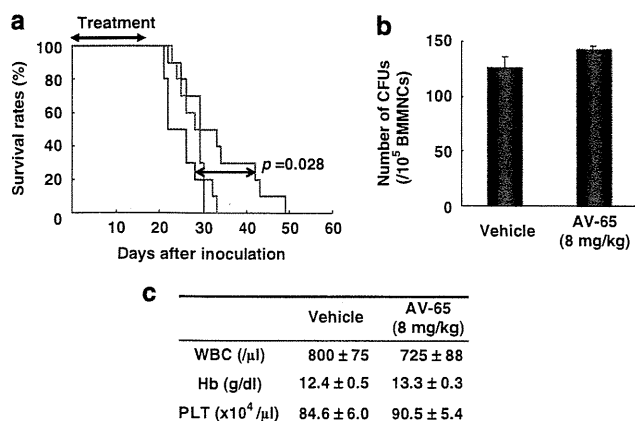 a
Treatment
Survival rates (%)
100
80
60
40
20
0
p =0.028
0 10 20 30 40 50 60
Days after inoculation
b
Number of CFUs
(/10⁵ BMMNCs)
150
100
50
0
Vehicle
AV-65
(8 mg/kg)
c
Vehicle AV-65
(8 mg/kg)
WBC (/μl) 800 ± 75 725 ± 88
Hb (g/dl) 12.4 ± 0.5 13.3 ± 0.3
PLT (x10⁴ /μl) 84.6 ± 6.0 90.5 ± 5.4